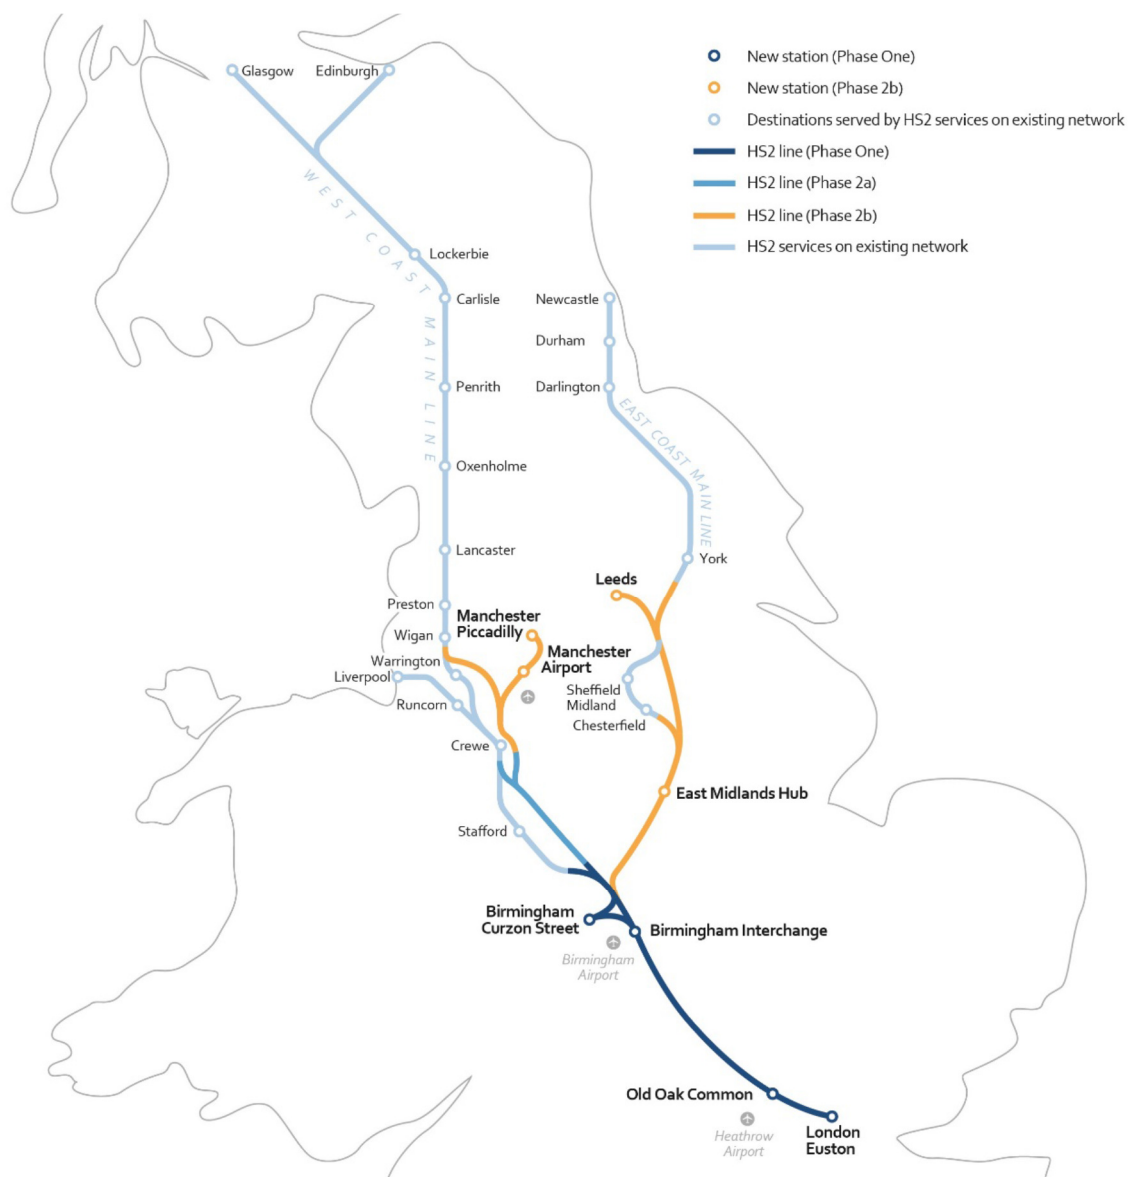 Glasgow
Edinburgh
New station (Phase One)
New station (Phase 2b)
Destinations served by HS2 services on existing network
HS2 line (Phase One)
HS2 line (Phase 2a)
HS2 line (Phase 2b)
HS2 services on existing network
WEST COAST MAIN LINE
Lockerbie
Carlisle
Newcastle
Durham
Penrith
Darlington
EAST COAST MAIN LINE
Oxenholme
Lancaster
York
Leeds
Preston
Manchester
Piccadilly
Wigan
Manchester
Airport
Warrington
Liverpool
Sheffield
Midland
Runcorn
Chesterfield
Crewe
East Midlands Hub
Stafford
Birmingham
Curzon Street
Birmingham Interchange
Birmingham
Airport
Old Oak Common
Heathrow
Airport
London
Euston